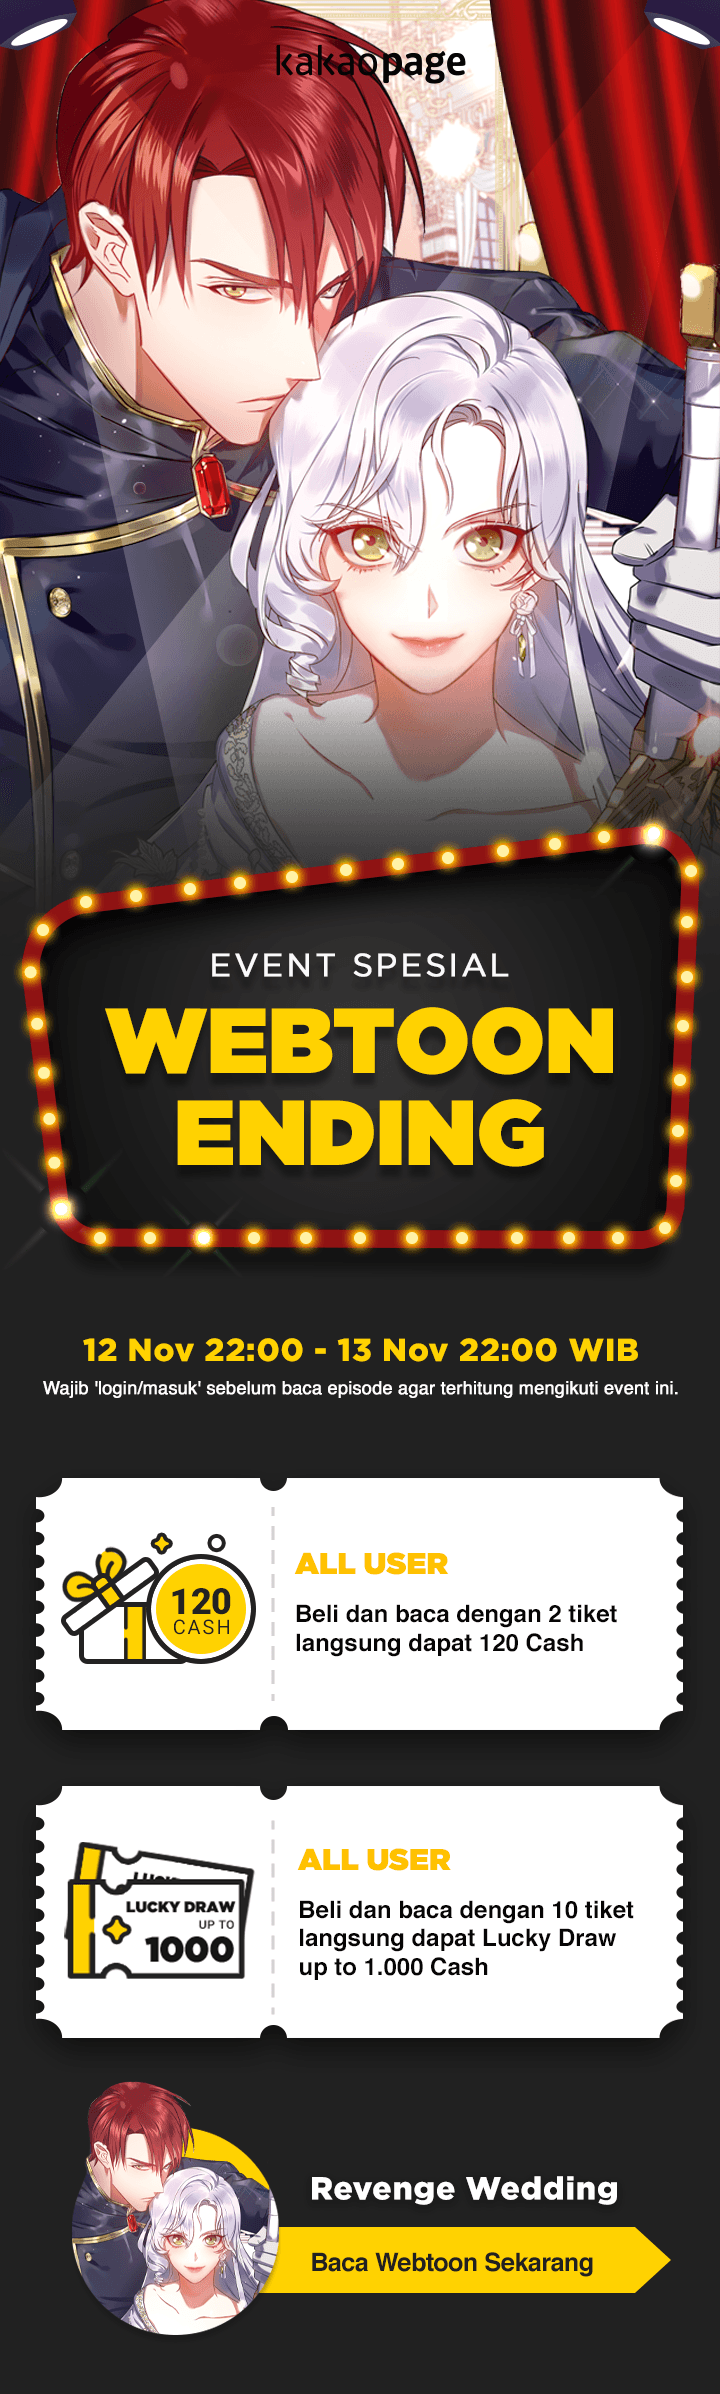 kakaopage
EVENT SPESIAL
WEBTOON
ENDING
12 Nov 22:00 - 13 Nov 22:00 WIB
Wajib 'login/masuk' sebelum baca episode agar terhitung mengikuti event ini.
120
CASH
ALL USER
Beli dan baca dengan 2 tiket
langsung dapat 120 Cash
LUCKY DRAW
UP TO
1000
ALL USER
Beli dan baca dengan 10 tiket
langsung dapat Lucky Draw
up to 1.000 Cash
Revenge Wedding
Baca Webtoon Sekarang